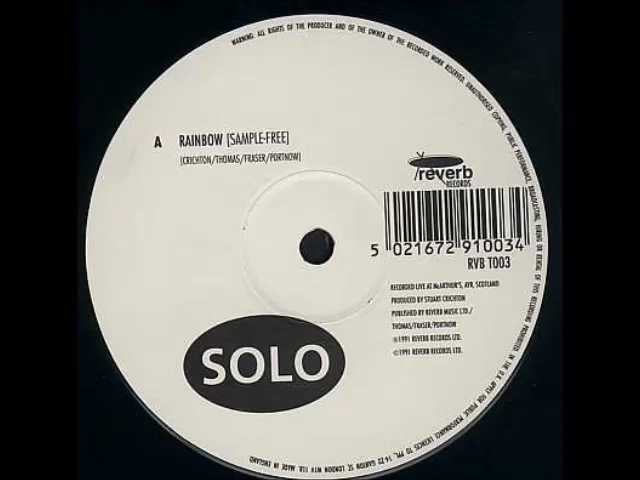 WARNING: ALL RIGHTS OF THE PRODUCER AND OF THE OWNER OF THE RECORDED WORK RESERVED. UNAUTHORISED COPYING, PUBLIC PERFORMANCE, BROADCASTING, HIRING OR RENTAL OF THIS RECORDING PROHIBITED. IN THE U.K. APPLY FOR PUBLIC PERFORMANCE LICENCES TO PPL, 14-22 GANTON ST, LONDON W1V 1LB. MADE IN ENGLAND.
A RAINBOW [SAMPLE-FREE]
[CRICHTON/THOMAS/FRASER/PORTNOW]
reverb
RECORDS
5 021672 910034
RVB T003
RECORDED LIVE AT McARTHUR'S, AYR, SCOTLAND
PRODUCED BY STUART CRICHTON
PUBLISHED BY REVERB MUSIC LTD./
THOMAS/FRASER/PORTNOW
℗1991 REVERB RECORDS LTD.
©1991 REVERB RECORDS LTD.
SOLO